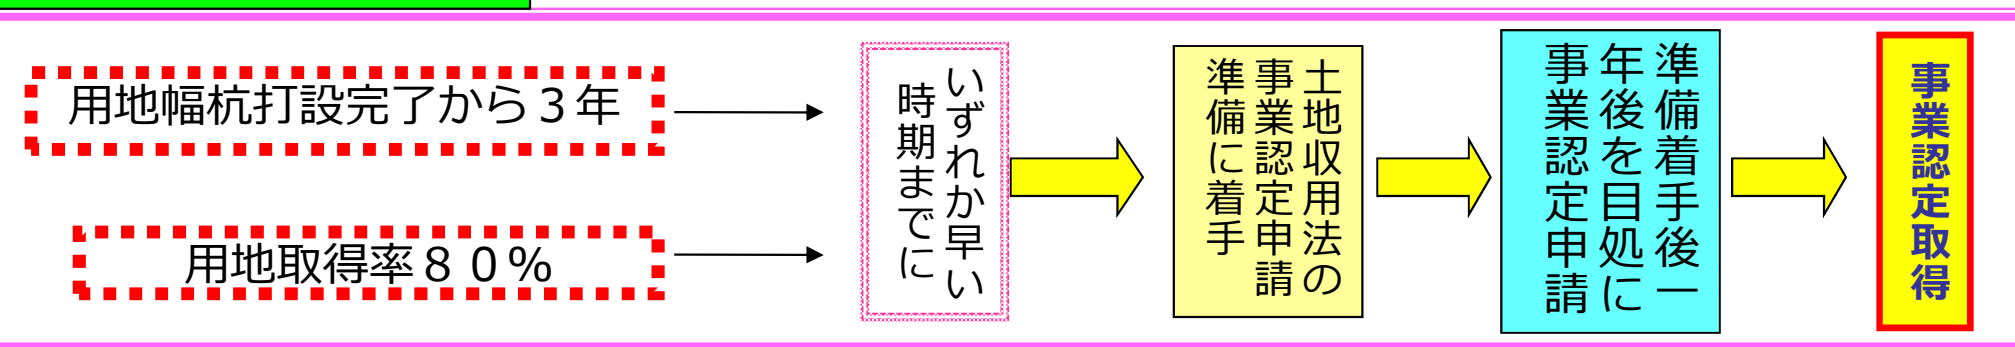 用地幅杭打設完了から３年
用地取得率８０％
いずれか早い
時期までに
土地収用法の
事業認定申請
準備に着手
準備着手後一
年後を目処に
事業認定申請
事業認定取得